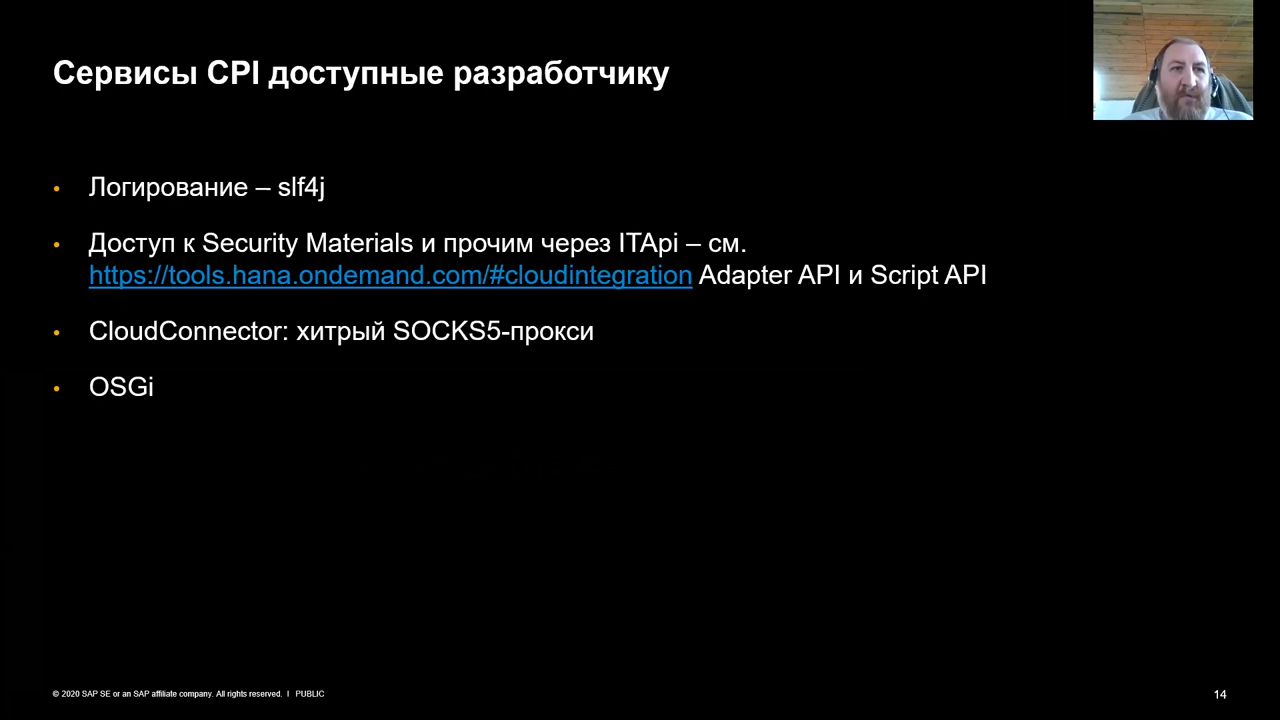 Сервисы CPI доступные разработчику
• Логирование – slf4j
• Доступ к Security Materials и прочим через ITApi – см.
https://tools.hana.ondemand.com/#cloudintegration Adapter API и Script API
• CloudConnector: хитрый SOCKS5-прокси
• OSGi
© 2020 SAP SE or an SAP affiliate company. All rights reserved. I PUBLIC
14